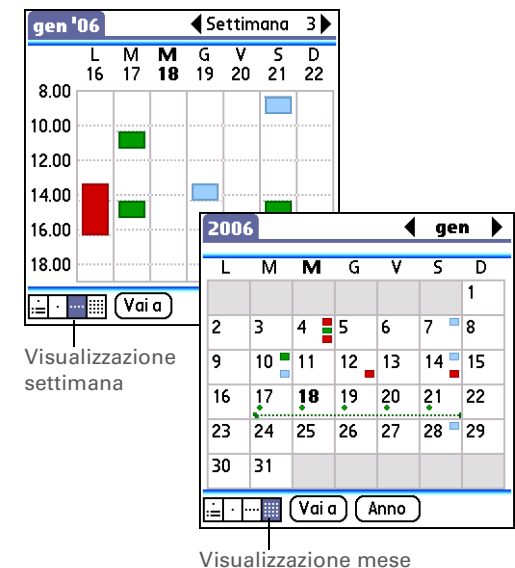 gen '06
Settimana 3
L M M G V S D
16 17 18 19 20 21 22
8.00
10.00
12.00
14.00
16.00
18.00
Vai a
Visualizzazione
settimana
2006
gen
L M M G V S D
1
2 3 4 5 6 7 8
9 10 11 12 13 14 15
16 17 18 19 20 21 22
23 24 25 26 27 28 29
30 31
Vai a Anno
Visualizzazione mese